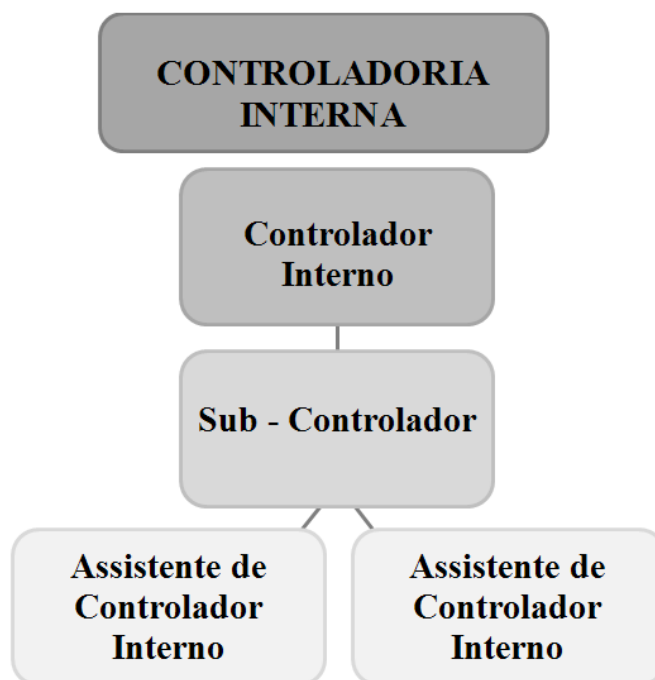 CONTROLADORIA
INTERNA
Controlador
Interno
Sub - Controlador
Assistente de
Controlador
Interno
Assistente de
Controlador
Interno